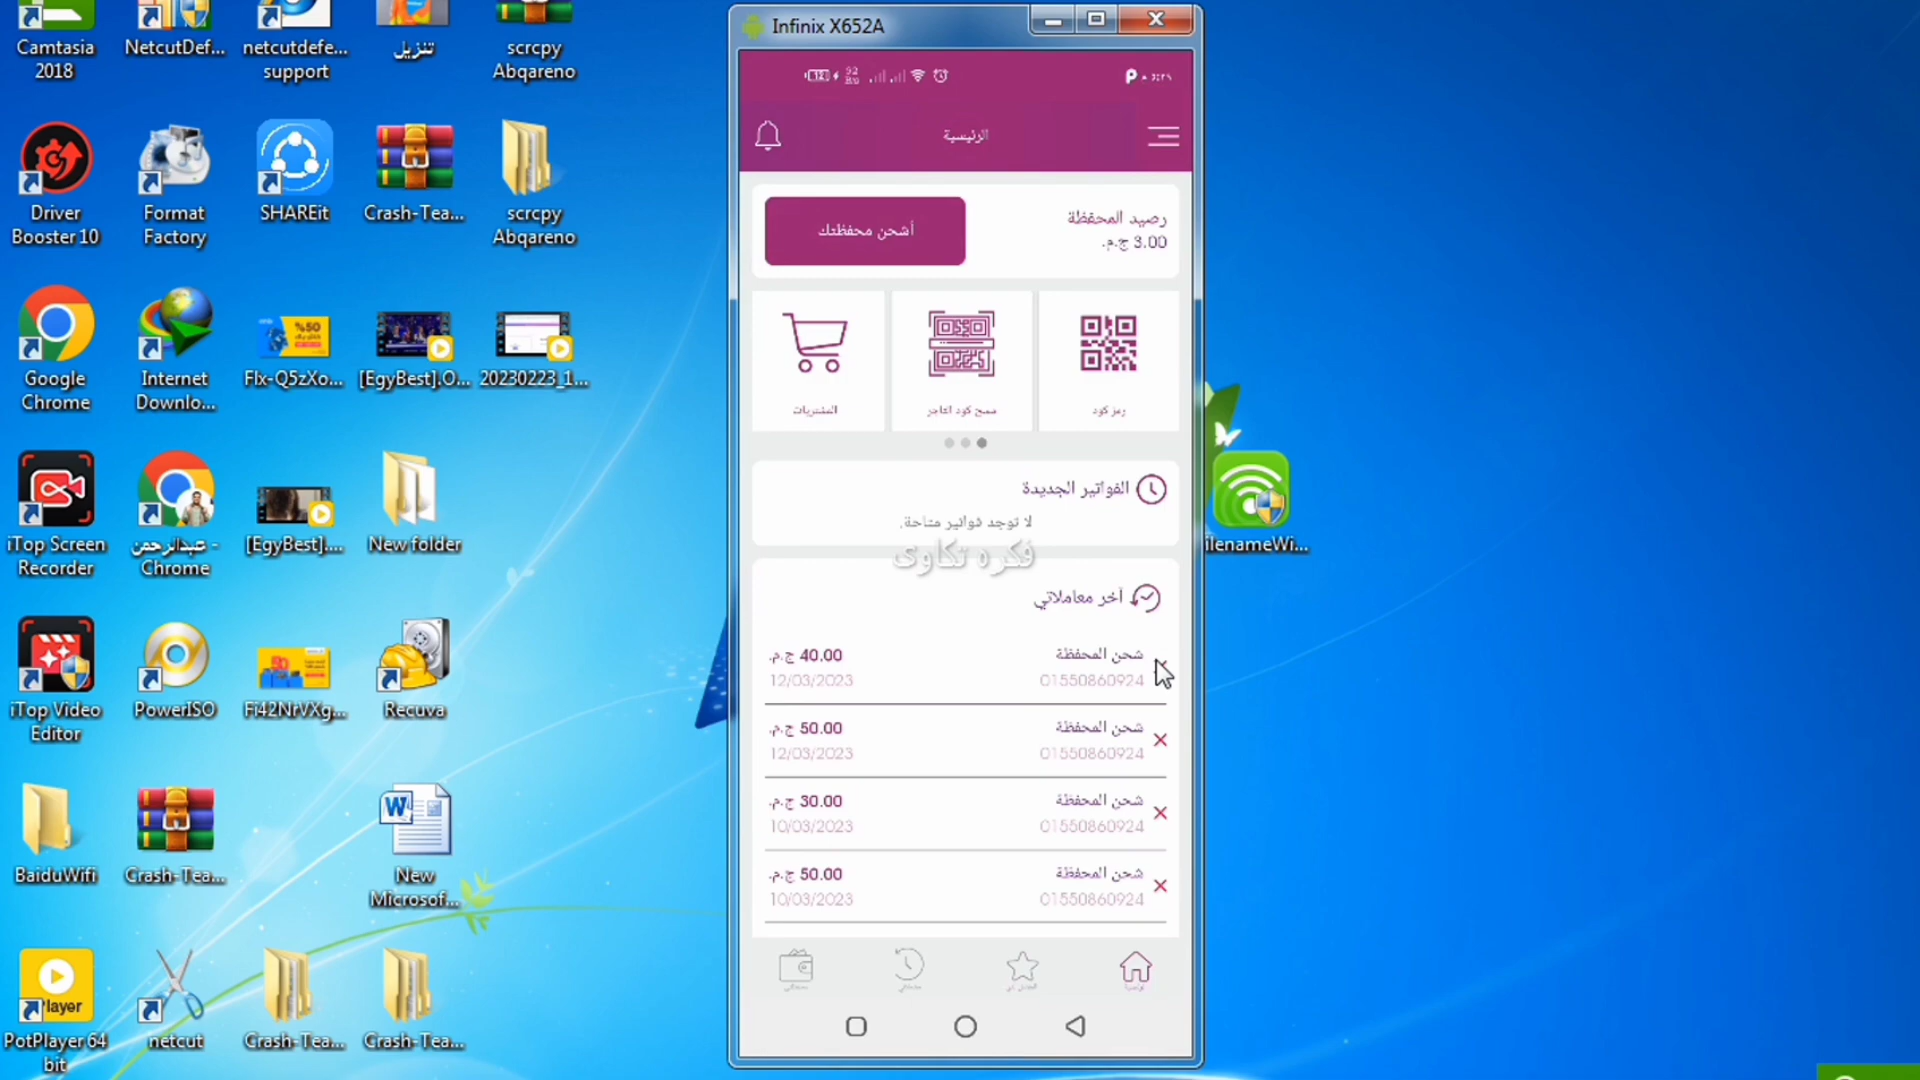 Camtasia
2018
NetcutDef...
netcutdefe...
support
تنزيل
scrcpy
Abqareno
Driver
Booster 10
Format
Factory
SHAREit
Crash-Tea...
scrcpy
Abqareno
Google
Chrome
Internet
Downlo...
Flx-Q5zXo...
[EgyBest].O...
20230223_1...
iTop Screen
Recorder
عبدالرحمن -
Chrome
[EgyBest]....
New folder
iTop Video
Editor
PowerISO
Fi42NrVXg...
Recuva
BaiduWifi
Crash-Tea...
New
Microsof...
PotPlayer 64
bit
netcut
Crash-Tea...
Crash-Tea...
ilenameWi...
Infinix X652A
الرئيسية
رصيد المحفظة
3.00 ج.م.
أشحن محفظتك
رمز كود
مسح كود التاجر
المشتريات
الفواتير الجديدة
لا توجد فواتير متاحة.
فكره تكاوى
آخر معاملاتي
شحن المحفظة
40.00 ج.م.
01550860924
12/03/2023
شحن المحفظة
50.00 ج.م.
01550860924
12/03/2023
شحن المحفظة
30.00 ج.م.
01550860924
10/03/2023
شحن المحفظة
50.00 ج.م.
01550860924
10/03/2023